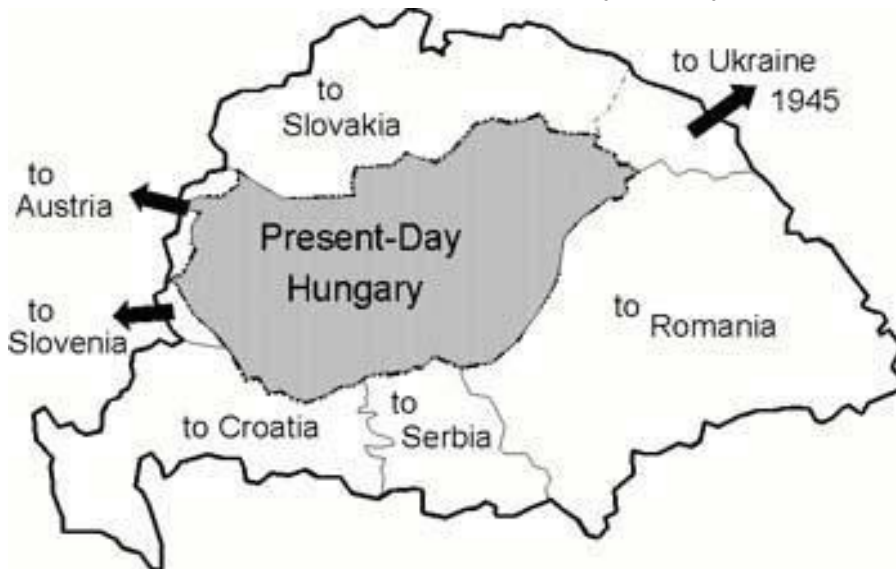 to Ukraine
1945
to
Slovakia
to
Austria
Present-Day
Hungary
to
Slovenia
to
Romania
to Croatia
to
Serbia